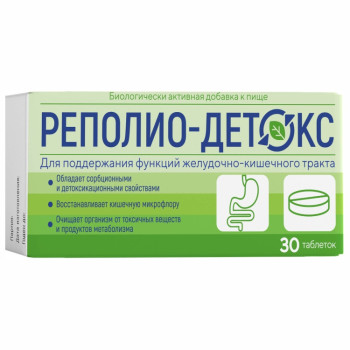 Биологически активная добавка к пище
РЕПОЛИО-ДЕТОКС
Для поддержания функций желудочно-кишечного тракта
• Обладает сорбционными
и детоксикационными свойствами
• Восстанавливает кишечную микрофлору
• Очищает организм от токсичных веществ
и продуктов метаболизма
30 таблеток